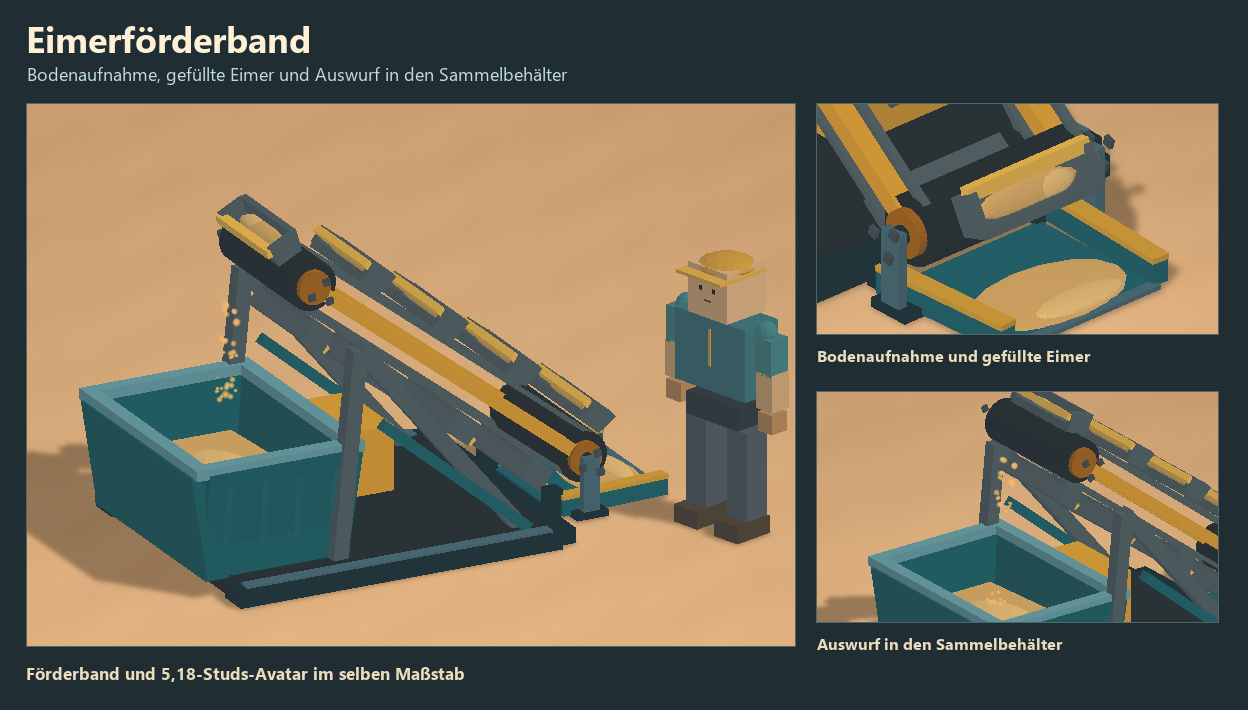 Eimerförderband
Bodenaufnahme, gefüllte Eimer und Auswurf in den Sammelbehälter
Bodenaufnahme und gefüllte Eimer
Auswurf in den Sammelbehälter
Förderband und 5,18-Studs-Avatar im selben Maßstab